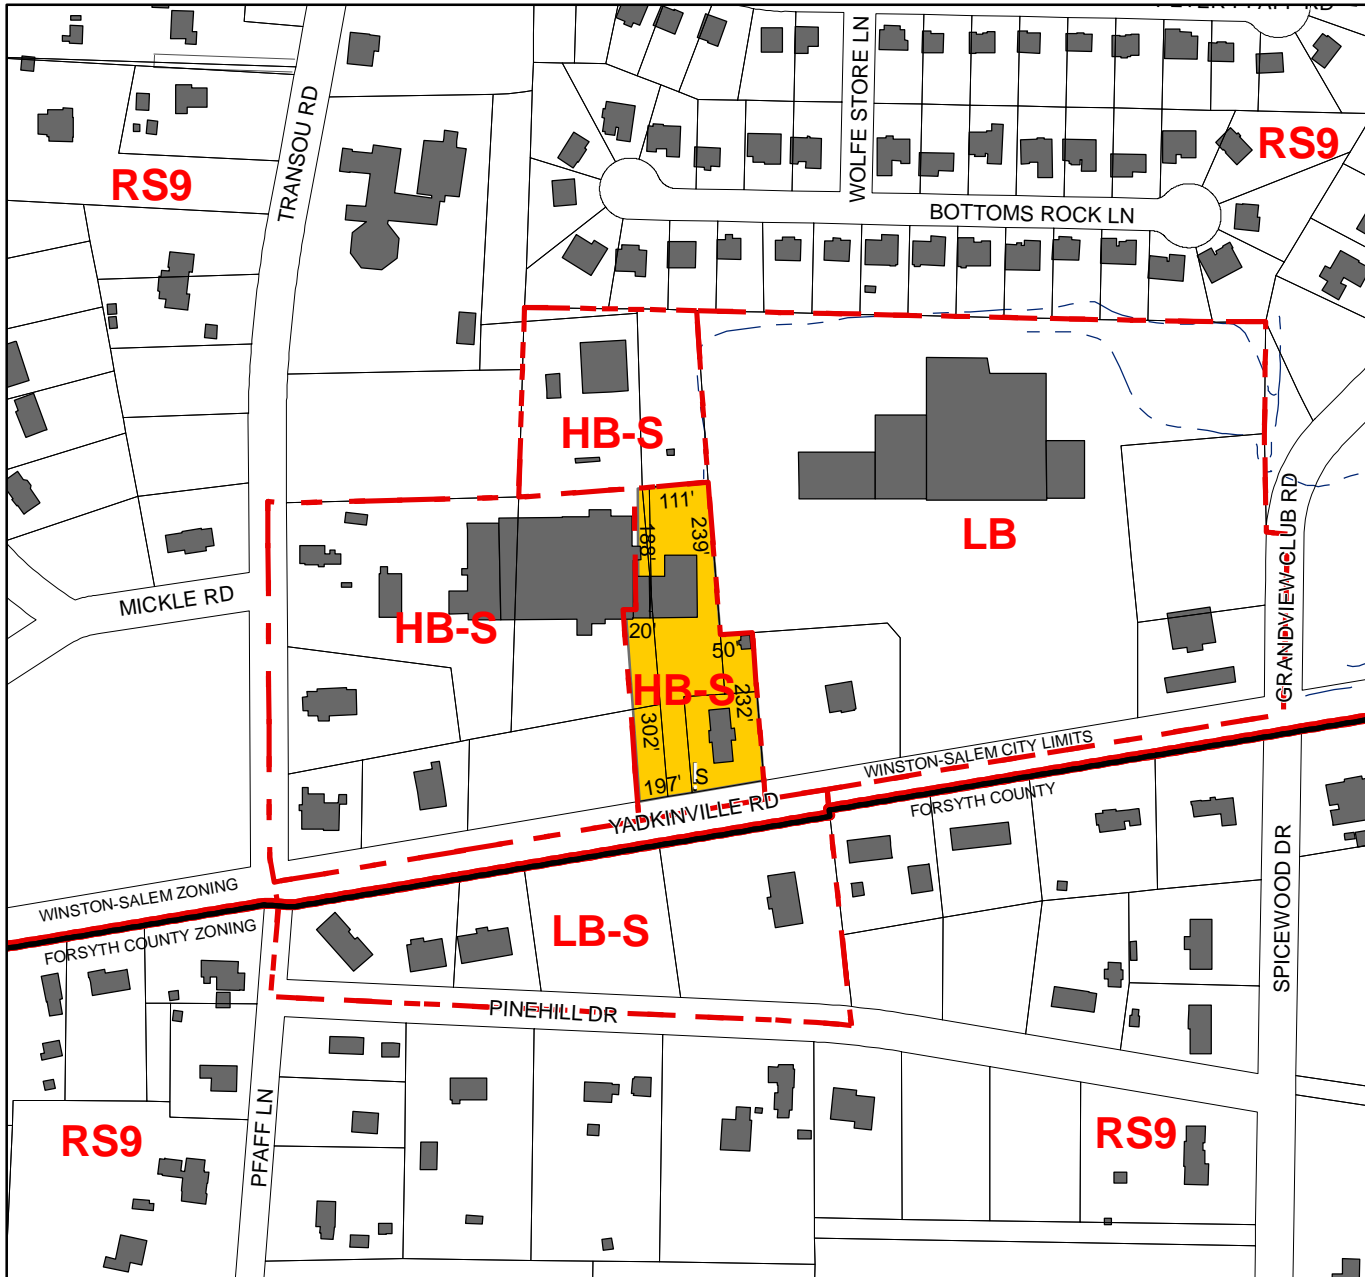 TRANSOU RD
WOLFE STORE LN
RS9
RS9
BOTTOMS ROCK LN
HB-S
111'
188'
239'
LB
GRANDVIEW CLUB RD
MICKLE RD
HB-S
20'
50'
HB-S
232'
302'
197'
S
YADKINVILLE RD
WINSTON-SALEM CITY LIMITS
FORSYTH COUNTY
WINSTON-SALEM ZONING
FORSYTH COUNTY ZONING
LB-S
SPICEWOOD DR
PINEHILL DR
PFAFF LN
RS9
RS9